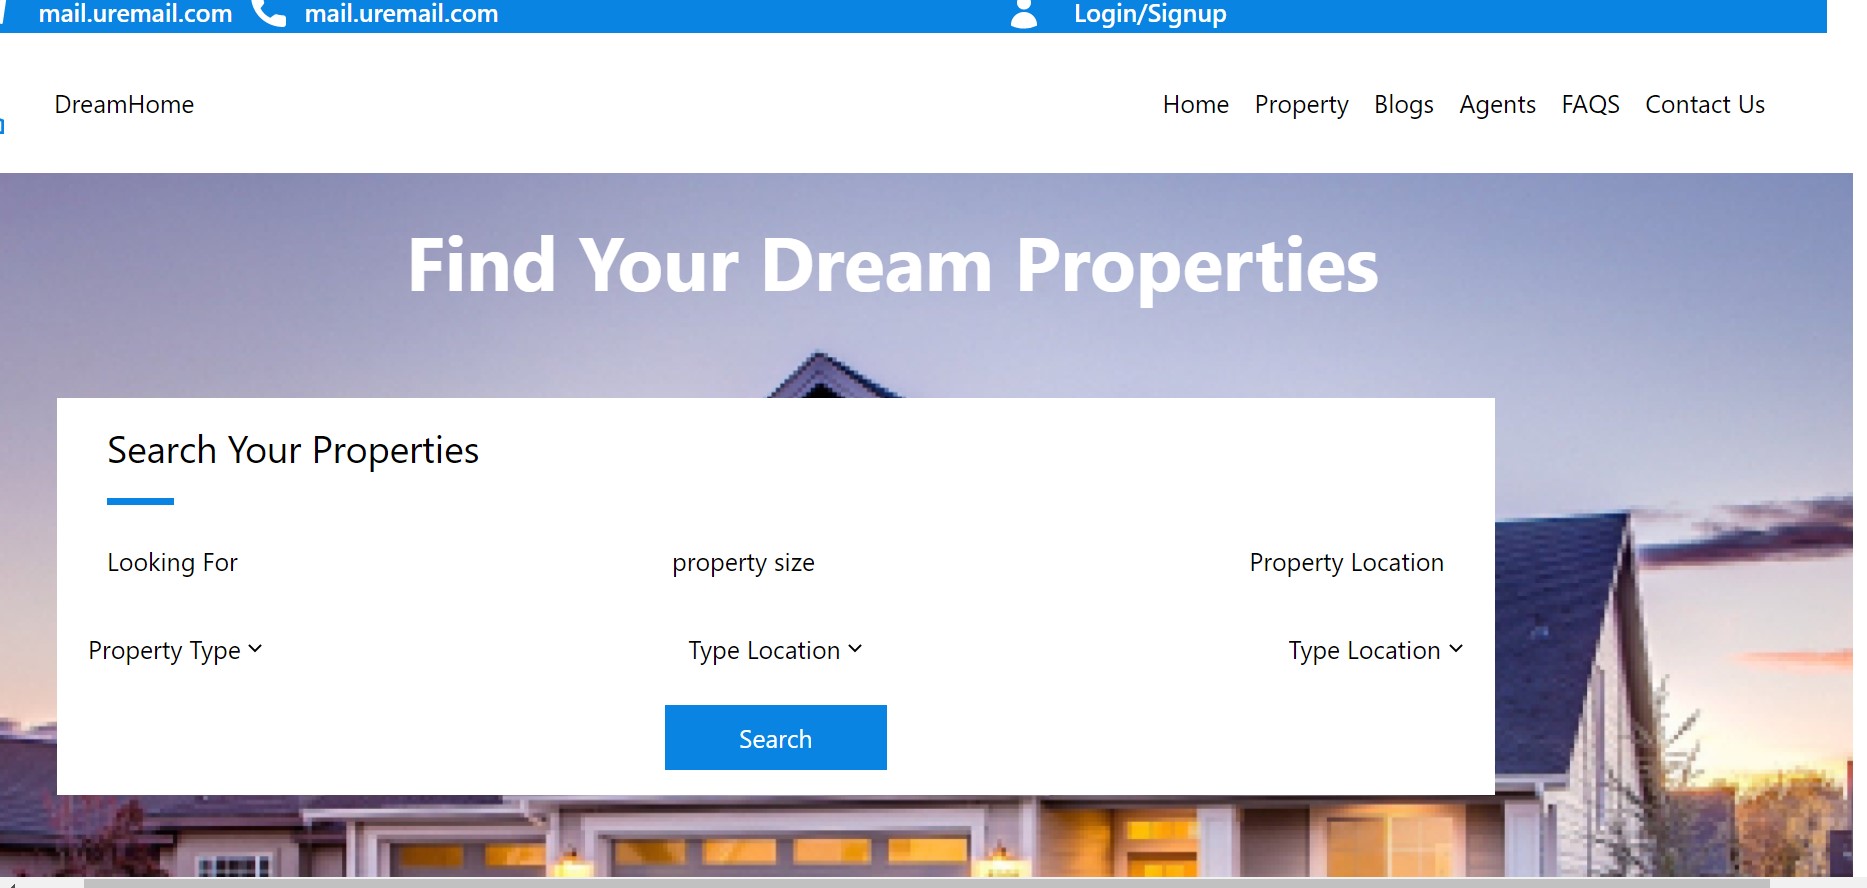 mail.uremail.com mail.uremail.com Login/Signup
DreamHome Home Property Blogs Agents FAQS Contact Us
Find Your Dream Properties
Search Your Properties
Looking For property size Property Location
Property Type Type Location Type Location
Search